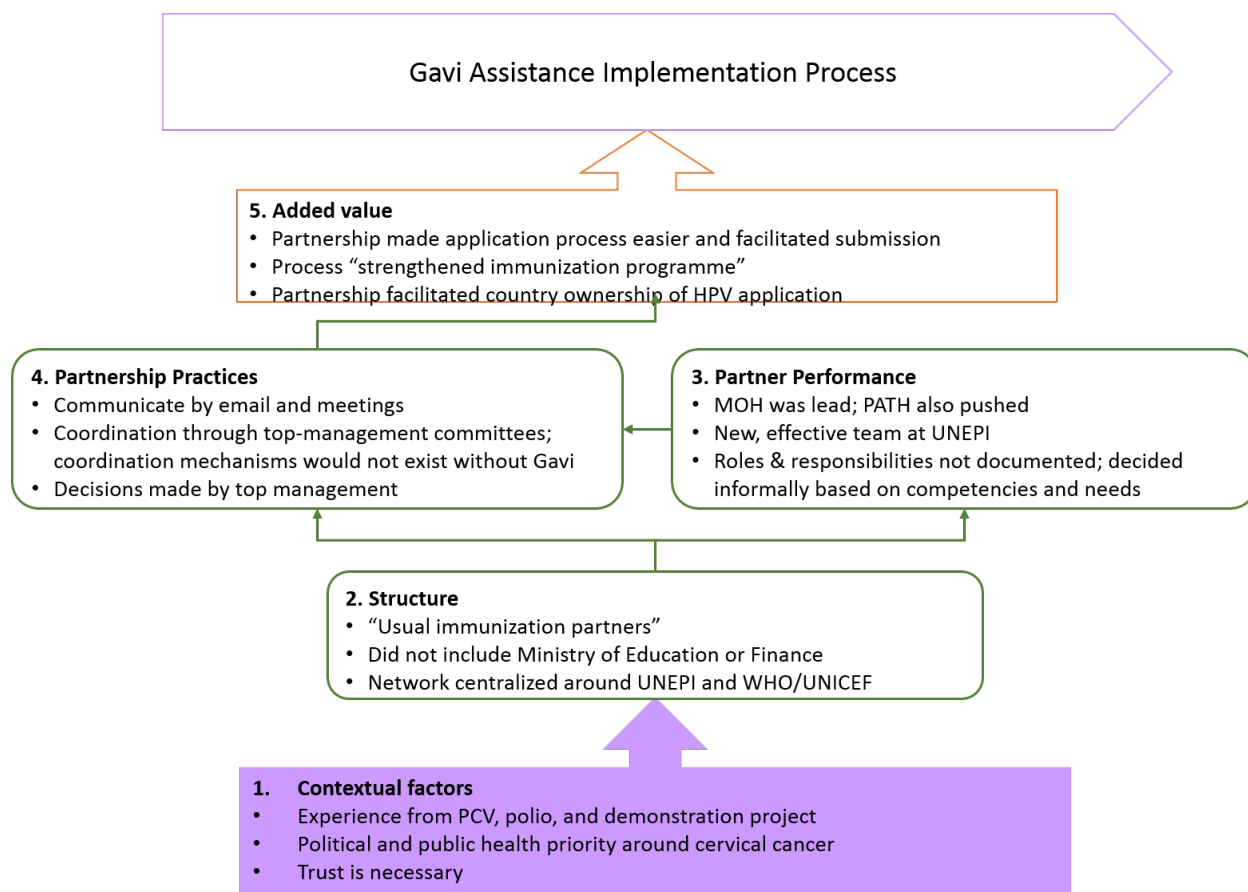 Gavi Assistance Implementation Process
5. Added value
• Partnership made application process easier and facilitated submission
• Process “strengthened immunization programme”
• Partnership facilitated country ownership of HPV application
4. Partnership Practices
• Communicate by email and meetings
• Coordination through top-management committees;
coordination mechanisms would not exist without Gavi
• Decisions made by top management
3. Partner Performance
• MOH was lead; PATH also pushed
• New, effective team at UNEPI
• Roles & responsibilities not documented; decided
informally based on competencies and needs
2. Structure
• “Usual immunization partners”
• Did not include Ministry of Education or Finance
• Network centralized around UNEPI and WHO/UNICEF
1. Contextual factors
• Experience from PCV, polio, and demonstration project
• Political and public health priority around cervical cancer
• Trust is necessary